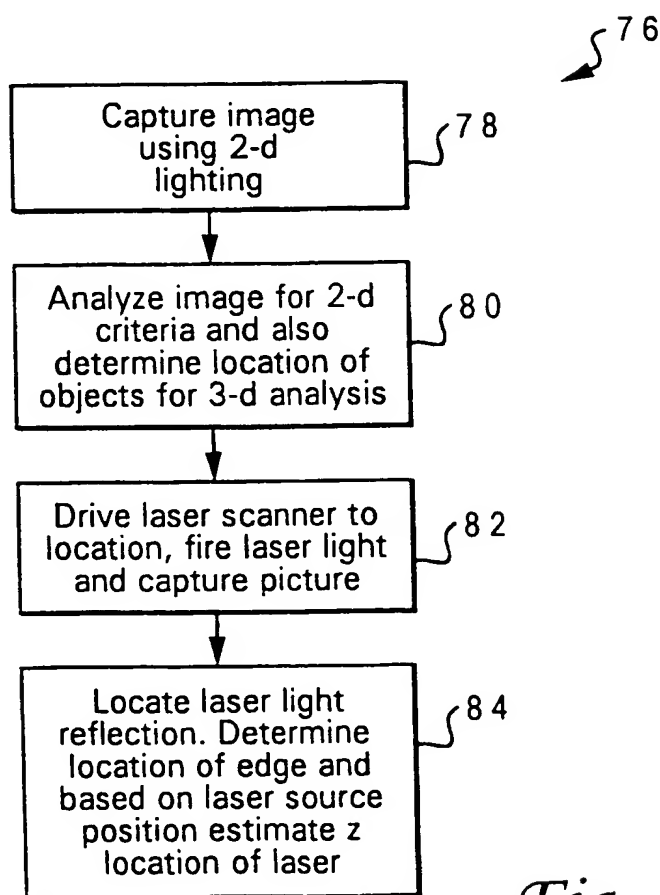 76
Capture image
using 2-d
lighting
78
Analyze image for 2-d
criteria and also
determine location of
objects for 3-d analysis
80
Drive laser scanner to
location, fire laser light
and capture picture
82
Locate laser light
reflection. Determine
location of edge and
based on laser source
position estimate z
location of laser
84